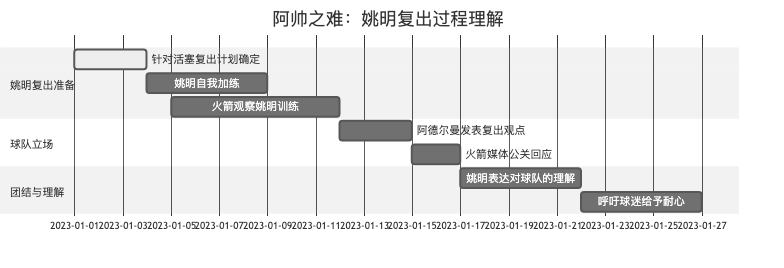 阿帅之难：姚明复出过程理解
针对活塞复出计划确定
姚明自我加练
姚明复出准备
火箭观察姚明训练
阿德尔曼发表复出观点
球队立场
火箭媒体公关回应
姚明表达对球队的理解
团结与理解
呼吁球迷给予耐心
2023-01-01 2023-01-03 2023-01-05 2023-01-07 2023-01-09 2023-01-11 2023-01-13 2023-01-15 2023-01-17 2023-01-19 2023-01-21 2023-01-23 2023-01-25 2023-01-27